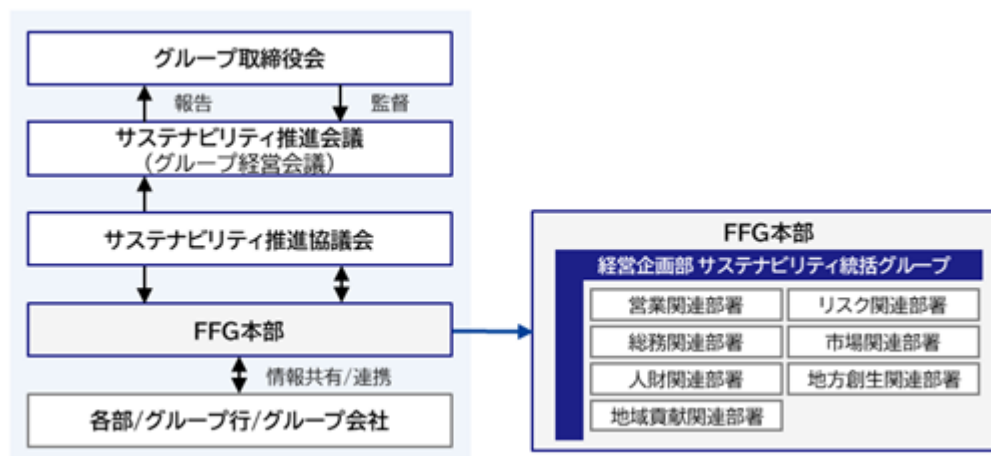 グループ取締役会
報告
監督
サステナビリティ推進会議
（グループ経営会議）
サステナビリティ推進協議会
FFG本部
情報共有/連携
各部/グループ行/グループ会社
FFG本部
経営企画部 サステナビリティ統括グループ
営業関連部署
リスク関連部署
総務関連部署
市場関連部署
人財関連部署
地方創生関連部署
地域貢献関連部署